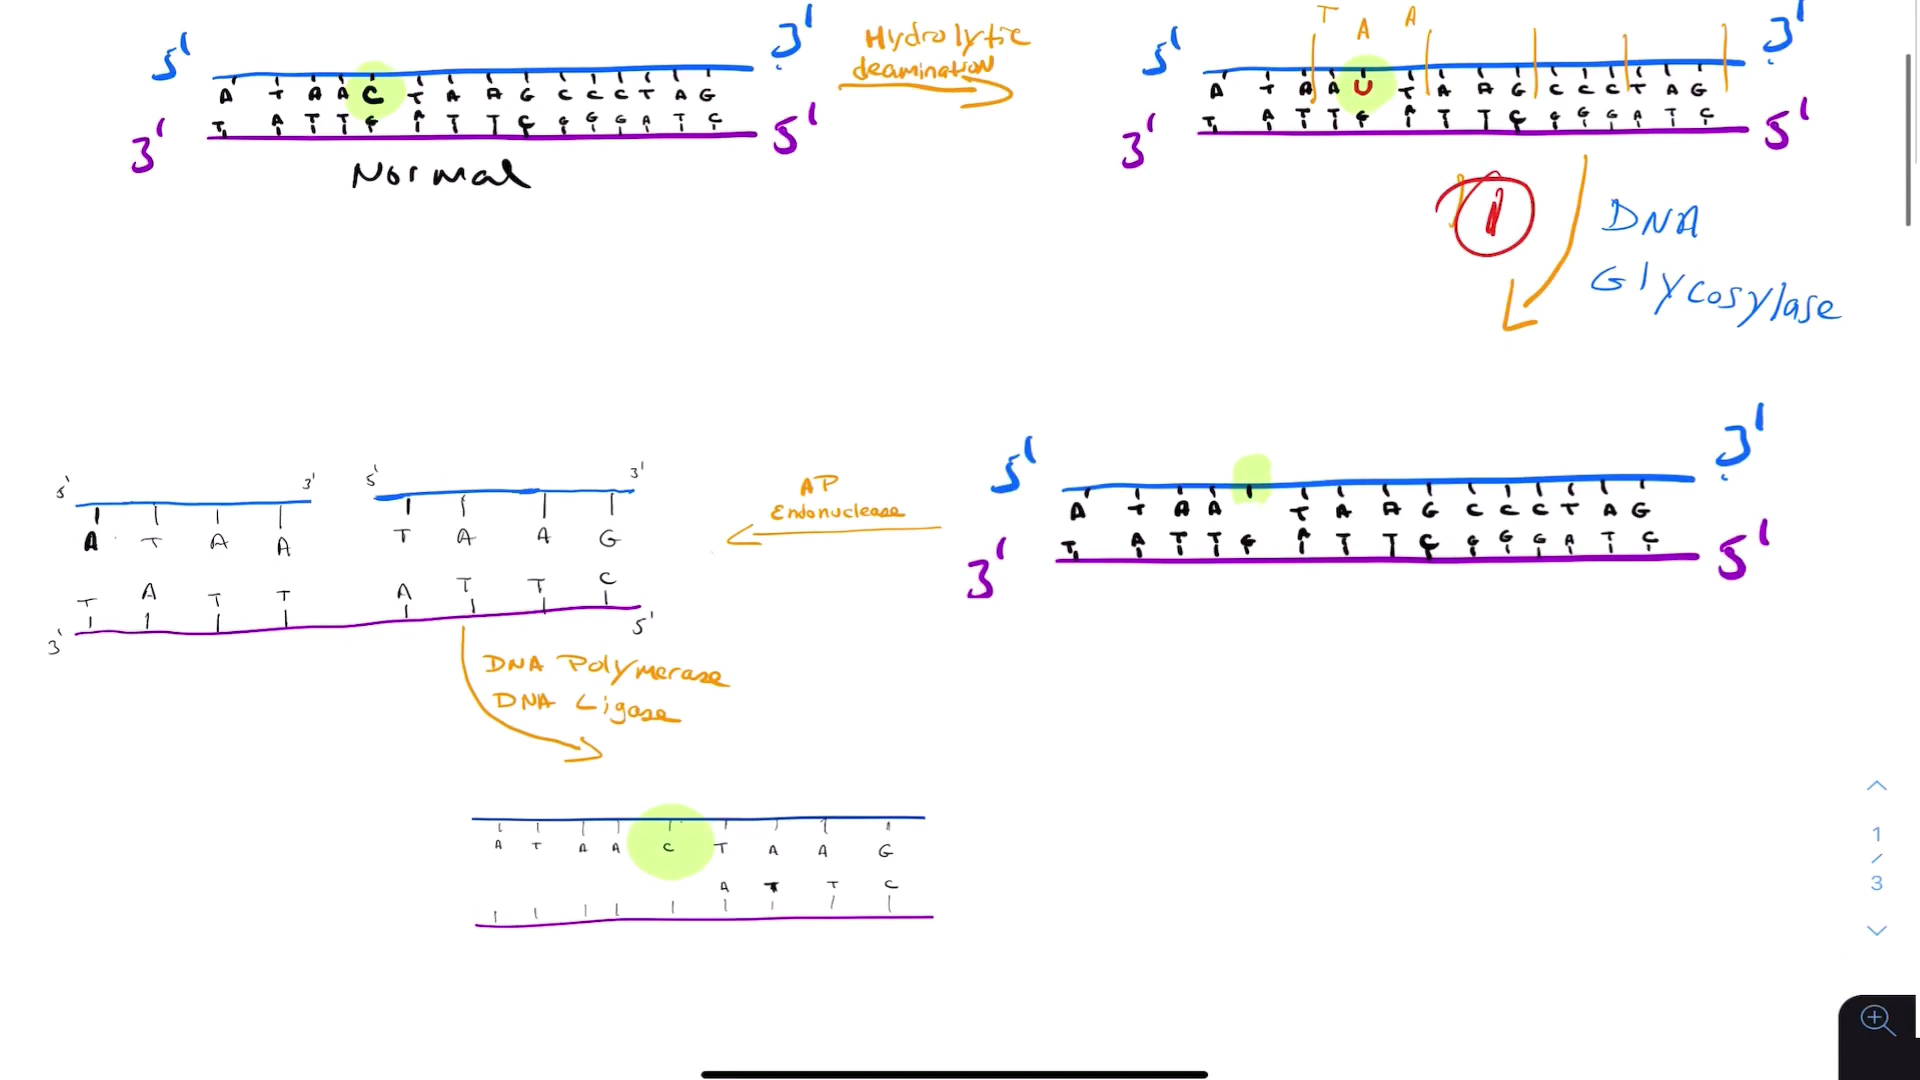 T A A
5' 3' Hydrolytic deamination 5' 3'
A T A A C T A A G C C C T A G
T A T T G A T T C G G G A T C
3' 5'
Normal
A T A A U T A A G C C C T A G
T A T T G A T T C G G G A T C
3' 5'
1
DNA
Glycosylase
5' 3'
A T A A T A A G C C C T A G
T A T T G A T T C G G G A T C
3' 5'
AP
Endonuclease
5' 3' 5' 3'
A T A A T A A G
T A T T A T T C
3' 5'
DNA Polymerase
DNA Ligase
A T A A C T A A G
A T T C
1
/
3